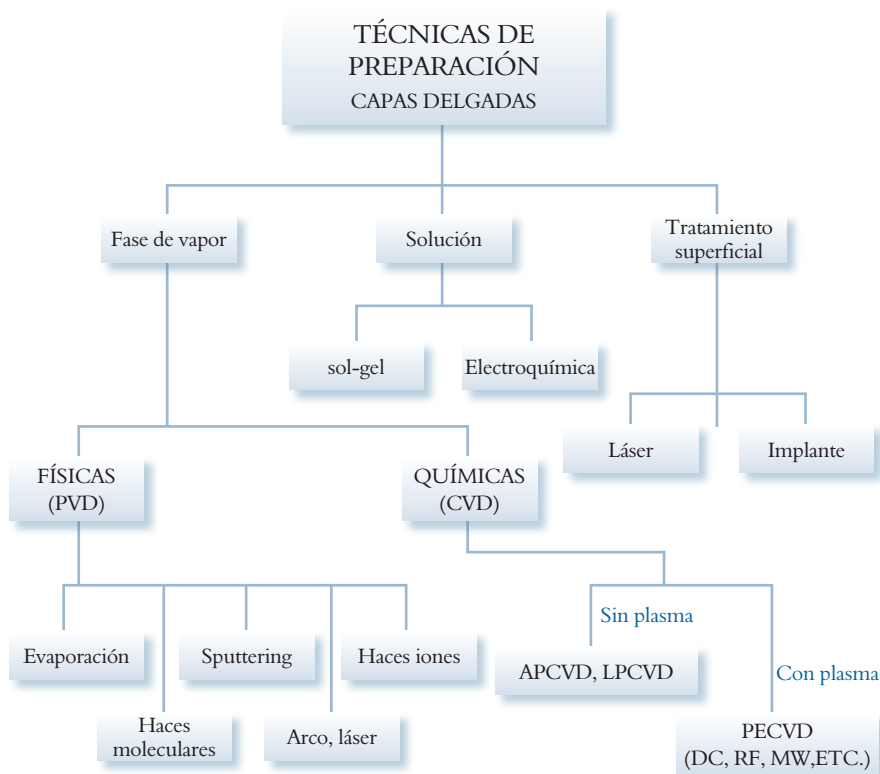 TÉCNICAS DE
PREPARACIÓN
CAPAS DELGADAS
Fase de vapor
Solución
Tratamiento
superficial
sol-gel
Electroquímica
Láser
Implante
FÍSICAS
(PVD)
QUÍMICAS
(CVD)
Sin plasma
Con plasma
Evaporación
Sputtering
Haces iones
APCVD, LPCVD
Haces
moleculares
Arco, láser
PECVD
(DC, RF, MW,ETC.)